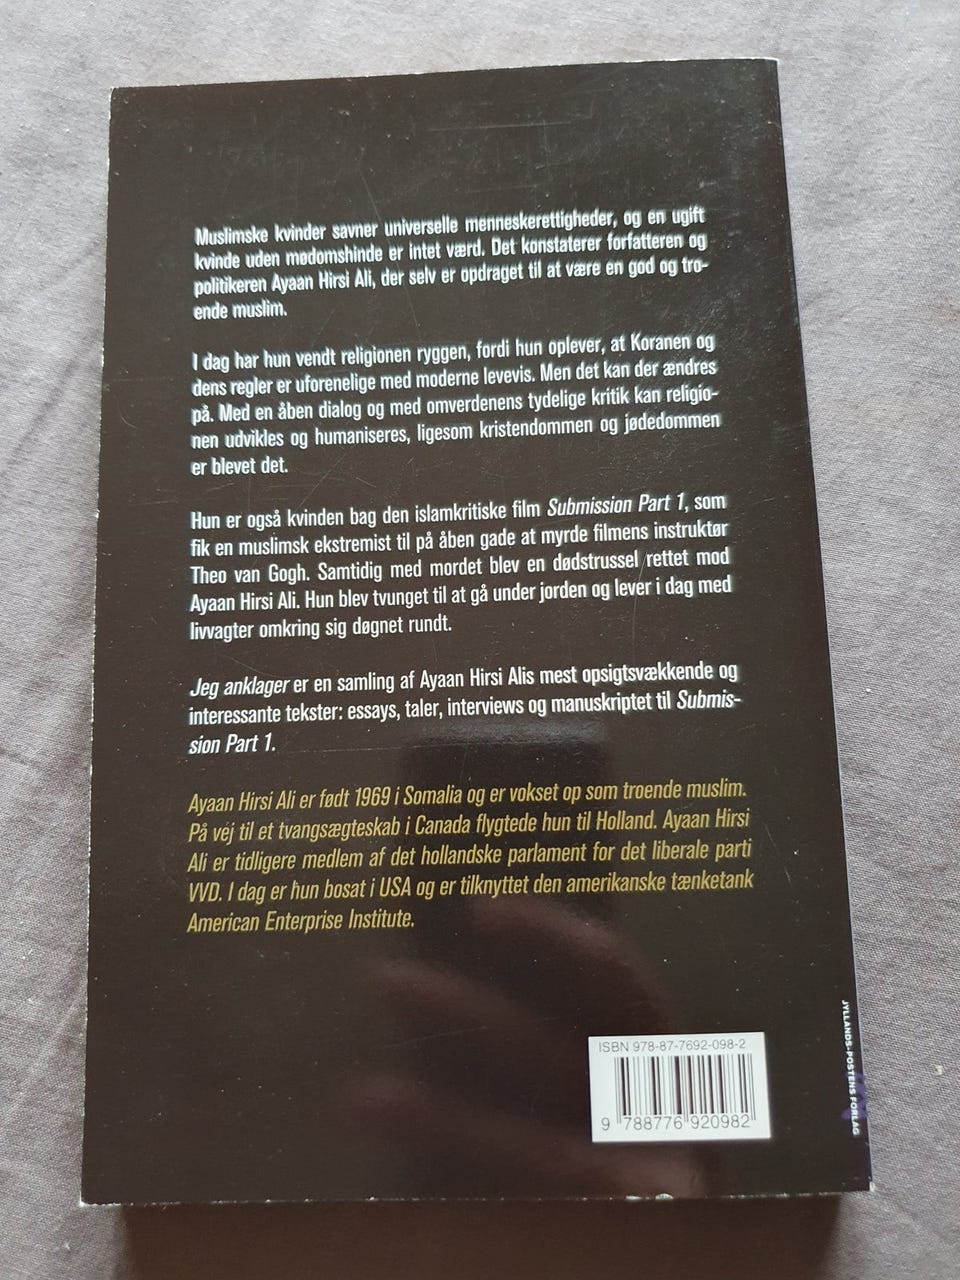 Muslimske kvinder savner universelle menneskerettigheder, og en ugift
kvinde uden mødomshinde er intet værd. Det konstaterer forfatteren og
politikeren Ayaan Hirsi Ali, der selv er opdraget til at være en god og tro-
ende muslim.
I dag har hun vendt religionen ryggen, fordi hun oplever, at Koranen og
dens regler er uforenelige med moderne levevis. Men det kan der ændres
på. Med en åben dialog og med omverdenens tydelige kritik kan religio-
nen udvikles og humaniseres, ligesom kristendommen og jødedommen
er blevet det.
Hun er også kvinden bag den islamkritiske film Submission Part 1, som
fik en muslimsk ekstremist til på åben gade at myrde filmens instruktør
Theo van Gogh. Samtidig med mordet blev en dødstrussel rettet mod
Ayaan Hirsi Ali. Hun blev tvunget til at gå under jorden og lever i dag med
livvagter omkring sig døgnet rundt.
Jeg anklager er en samling af Ayaan Hirsi Alis mest opsigtsvækkende og
interessante tekster: essays, taler, interviews og manuskriptet til Submis-
sion Part 1.
Ayaan Hirsi Ali er født 1969 i Somalia og er vokset op som troende muslim.
På vej til et tvangsægteskab i Canada flygtede hun til Holland. Ayaan Hirsi
Ali er tidligere medlem af det hollandske parlament for det liberale parti
VVD. I dag er hun bosat i USA og er tilknyttet den amerikanske tænketank
American Enterprise Institute.
ISBN 978-87-7692-098-2
9 788776 920982
JYLLANDS-POSTENS FORLAG